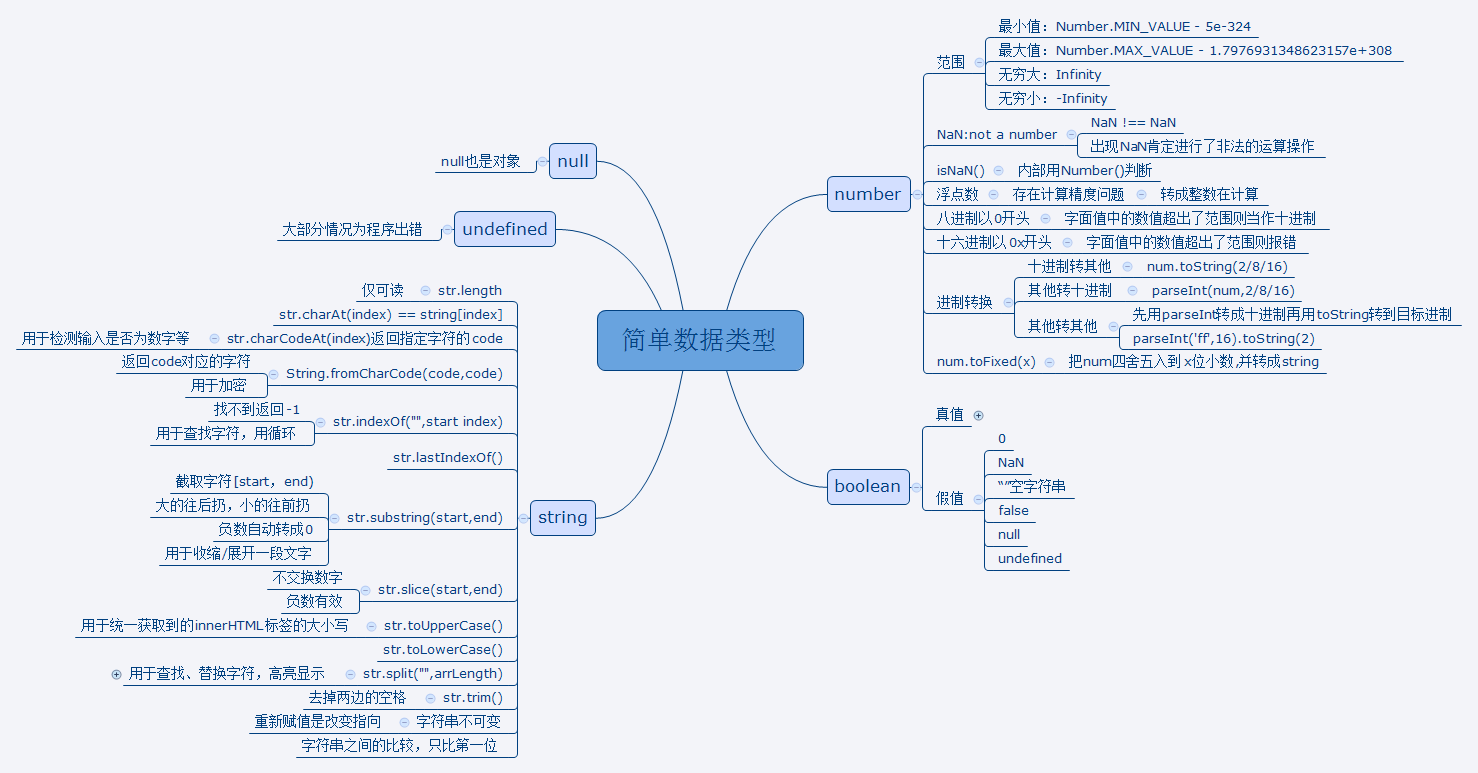 简单数据类型
number
范围
最小值：Number.MIN_VALUE - 5e-324
最大值：Number.MAX_VALUE - 1.7976931348623157e+308
无穷大：Infinity
无穷小：-Infinity
NaN:not a number
NaN !== NaN
出现NaN肯定进行了非法的运算操作
isNaN()
内部用Number()判断
浮点数
存在计算精度问题
转成整数在计算
八进制以0开头
字面值中的数值超出了范围则当作十进制
十六进制以0x开头
字面值中的数值超出了范围则报错
进制转换
十进制转其他
num.toString(2/8/16)
其他转十进制
parseInt(num,2/8/16)
其他转其他
先用parseInt转成十进制再用toString转到目标进制
parseInt('ff',16).toString(2)
num.toFixed(x)
把num四舍五入到x位小数,并转成string
boolean
真值
假值
0
NaN
“”空字符串
false
null
undefined
null
null也是对象
undefined
大部分情况为程序出错
string
str.length
仅可读
str.charAt(index) == string[index]
str.charCodeAt(index)返回指定字符的code
用于检测输入是否为数字等
String.fromCharCode(code,code)
返回code对应的字符
用于加密
str.indexOf("",start index)
找不到返回-1
用于查找字符，用循环
str.lastIndexOf()
str.substring(start,end)
截取字符[start，end)
大的往后扔，小的往前扔
负数自动转成0
用于收缩/展开一段文字
str.slice(start,end)
不交换数字
负数有效
str.toUpperCase()
用于统一获取到的innerHTML标签的大小写
str.toLowerCase()
str.split("",arrLength)
用于查找、替换字符，高亮显示
str.trim()
去掉两边的空格
字符串不可变
重新赋值是改变指向
字符串之间的比较，只比第一位